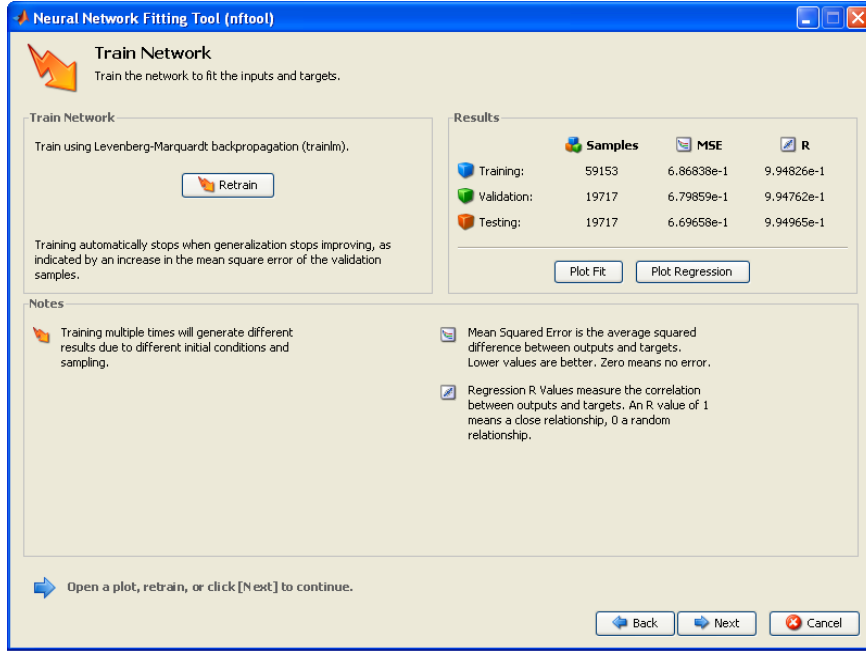 Neural Network Fitting Tool (nftool)
Train Network
Train the network to fit the inputs and targets.
Train Network
Train using Levenberg-Marquardt backpropagation (trainlm).
Retrain
Training automatically stops when generalization stops improving, as
indicated by an increase in the mean square error of the validation
samples.
Results
Samples MSE R
Training: 59153 6.86838e-1 9.94826e-1
Validation: 19717 6.79859e-1 9.94762e-1
Testing: 19717 6.69658e-1 9.94965e-1
Plot Fit Plot Regression
Notes
Training multiple times will generate different
results due to different initial conditions and
sampling.
Mean Squared Error is the average squared
difference between outputs and targets.
Lower values are better. Zero means no error.
Regression R Values measure the correlation
between outputs and targets. An R value of 1
means a close relationship, 0 a random
relationship.
Open a plot, retrain, or click [Next] to continue.
Back Next Cancel